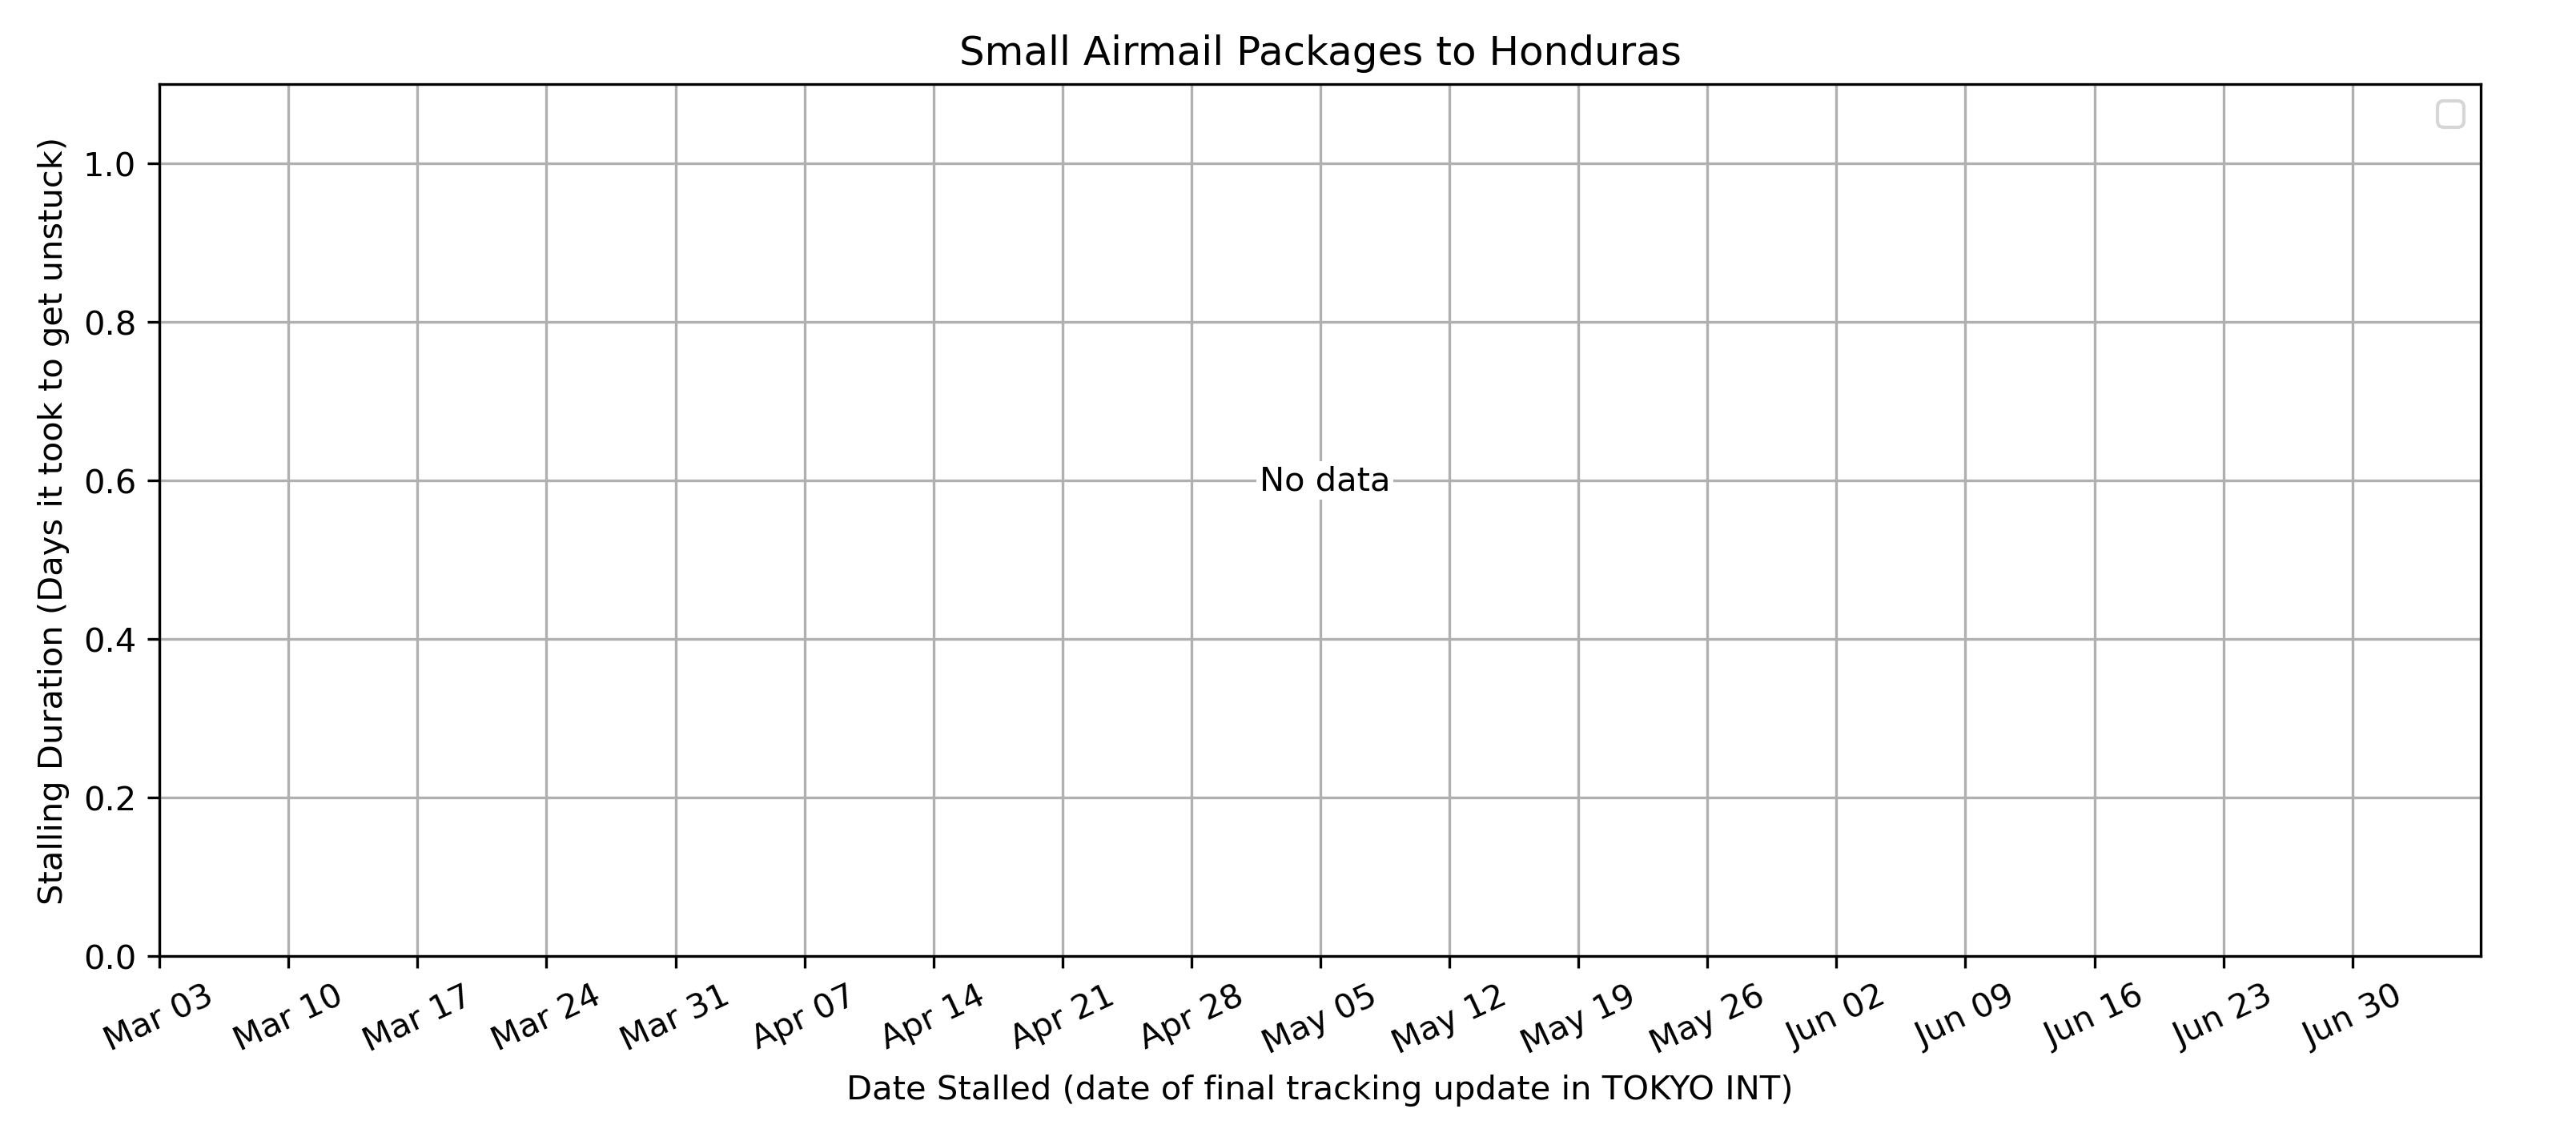 Small Airmail Packages to Honduras
Stalling Duration (Days it took to get unstuck)
1.0
0.8
0.6
0.4
0.2
0.0
No data
Mar 03
Mar 10
Mar 17
Mar 24
Mar 31
Apr 07
Apr 14
Apr 21
Apr 28
May 05
May 12
May 19
May 26
Jun 02
Jun 09
Jun 16
Jun 23
Jun 30
Date Stalled (date of final tracking update in TOKYO INT)